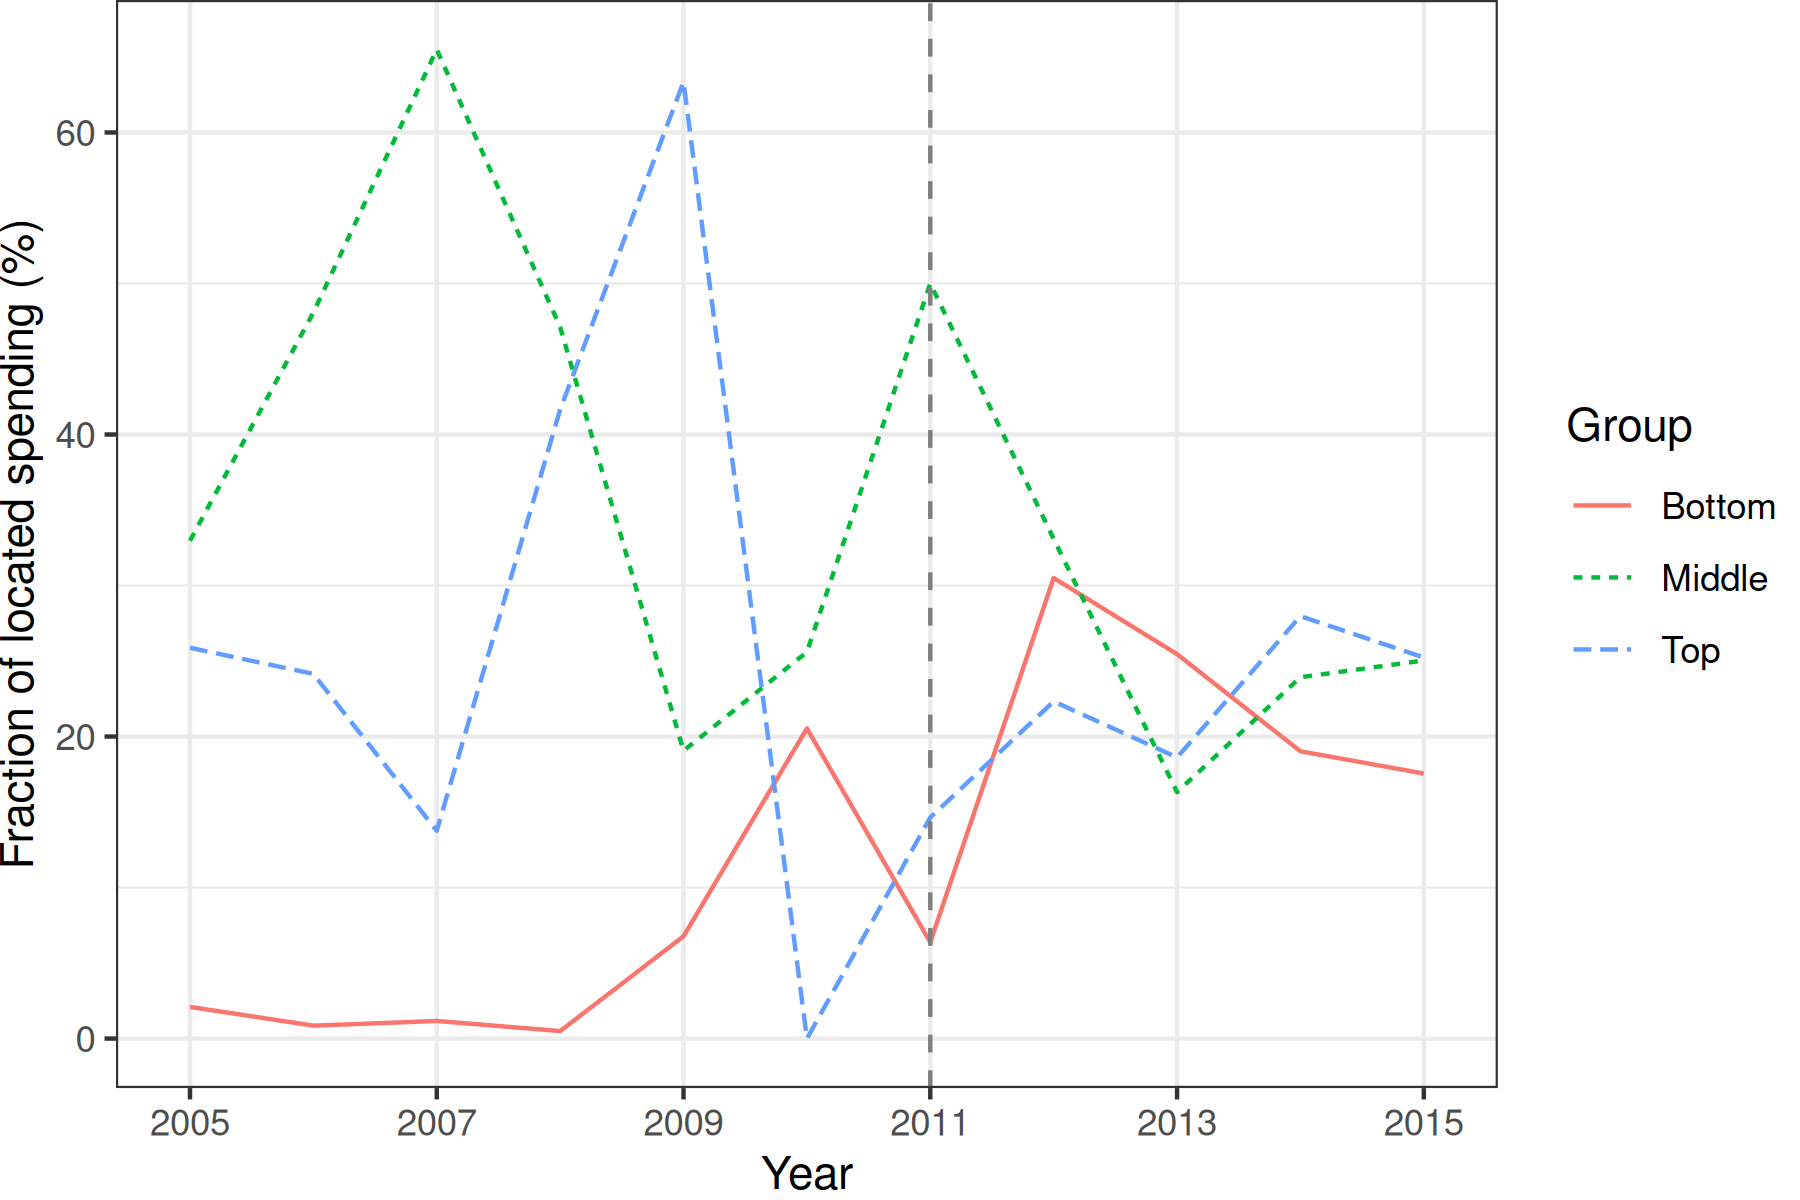 Fraction of located spending (%)
60
40
20
0
2005 2007 2009 2011 2013 2015
Year
Group
Bottom
Middle
Top